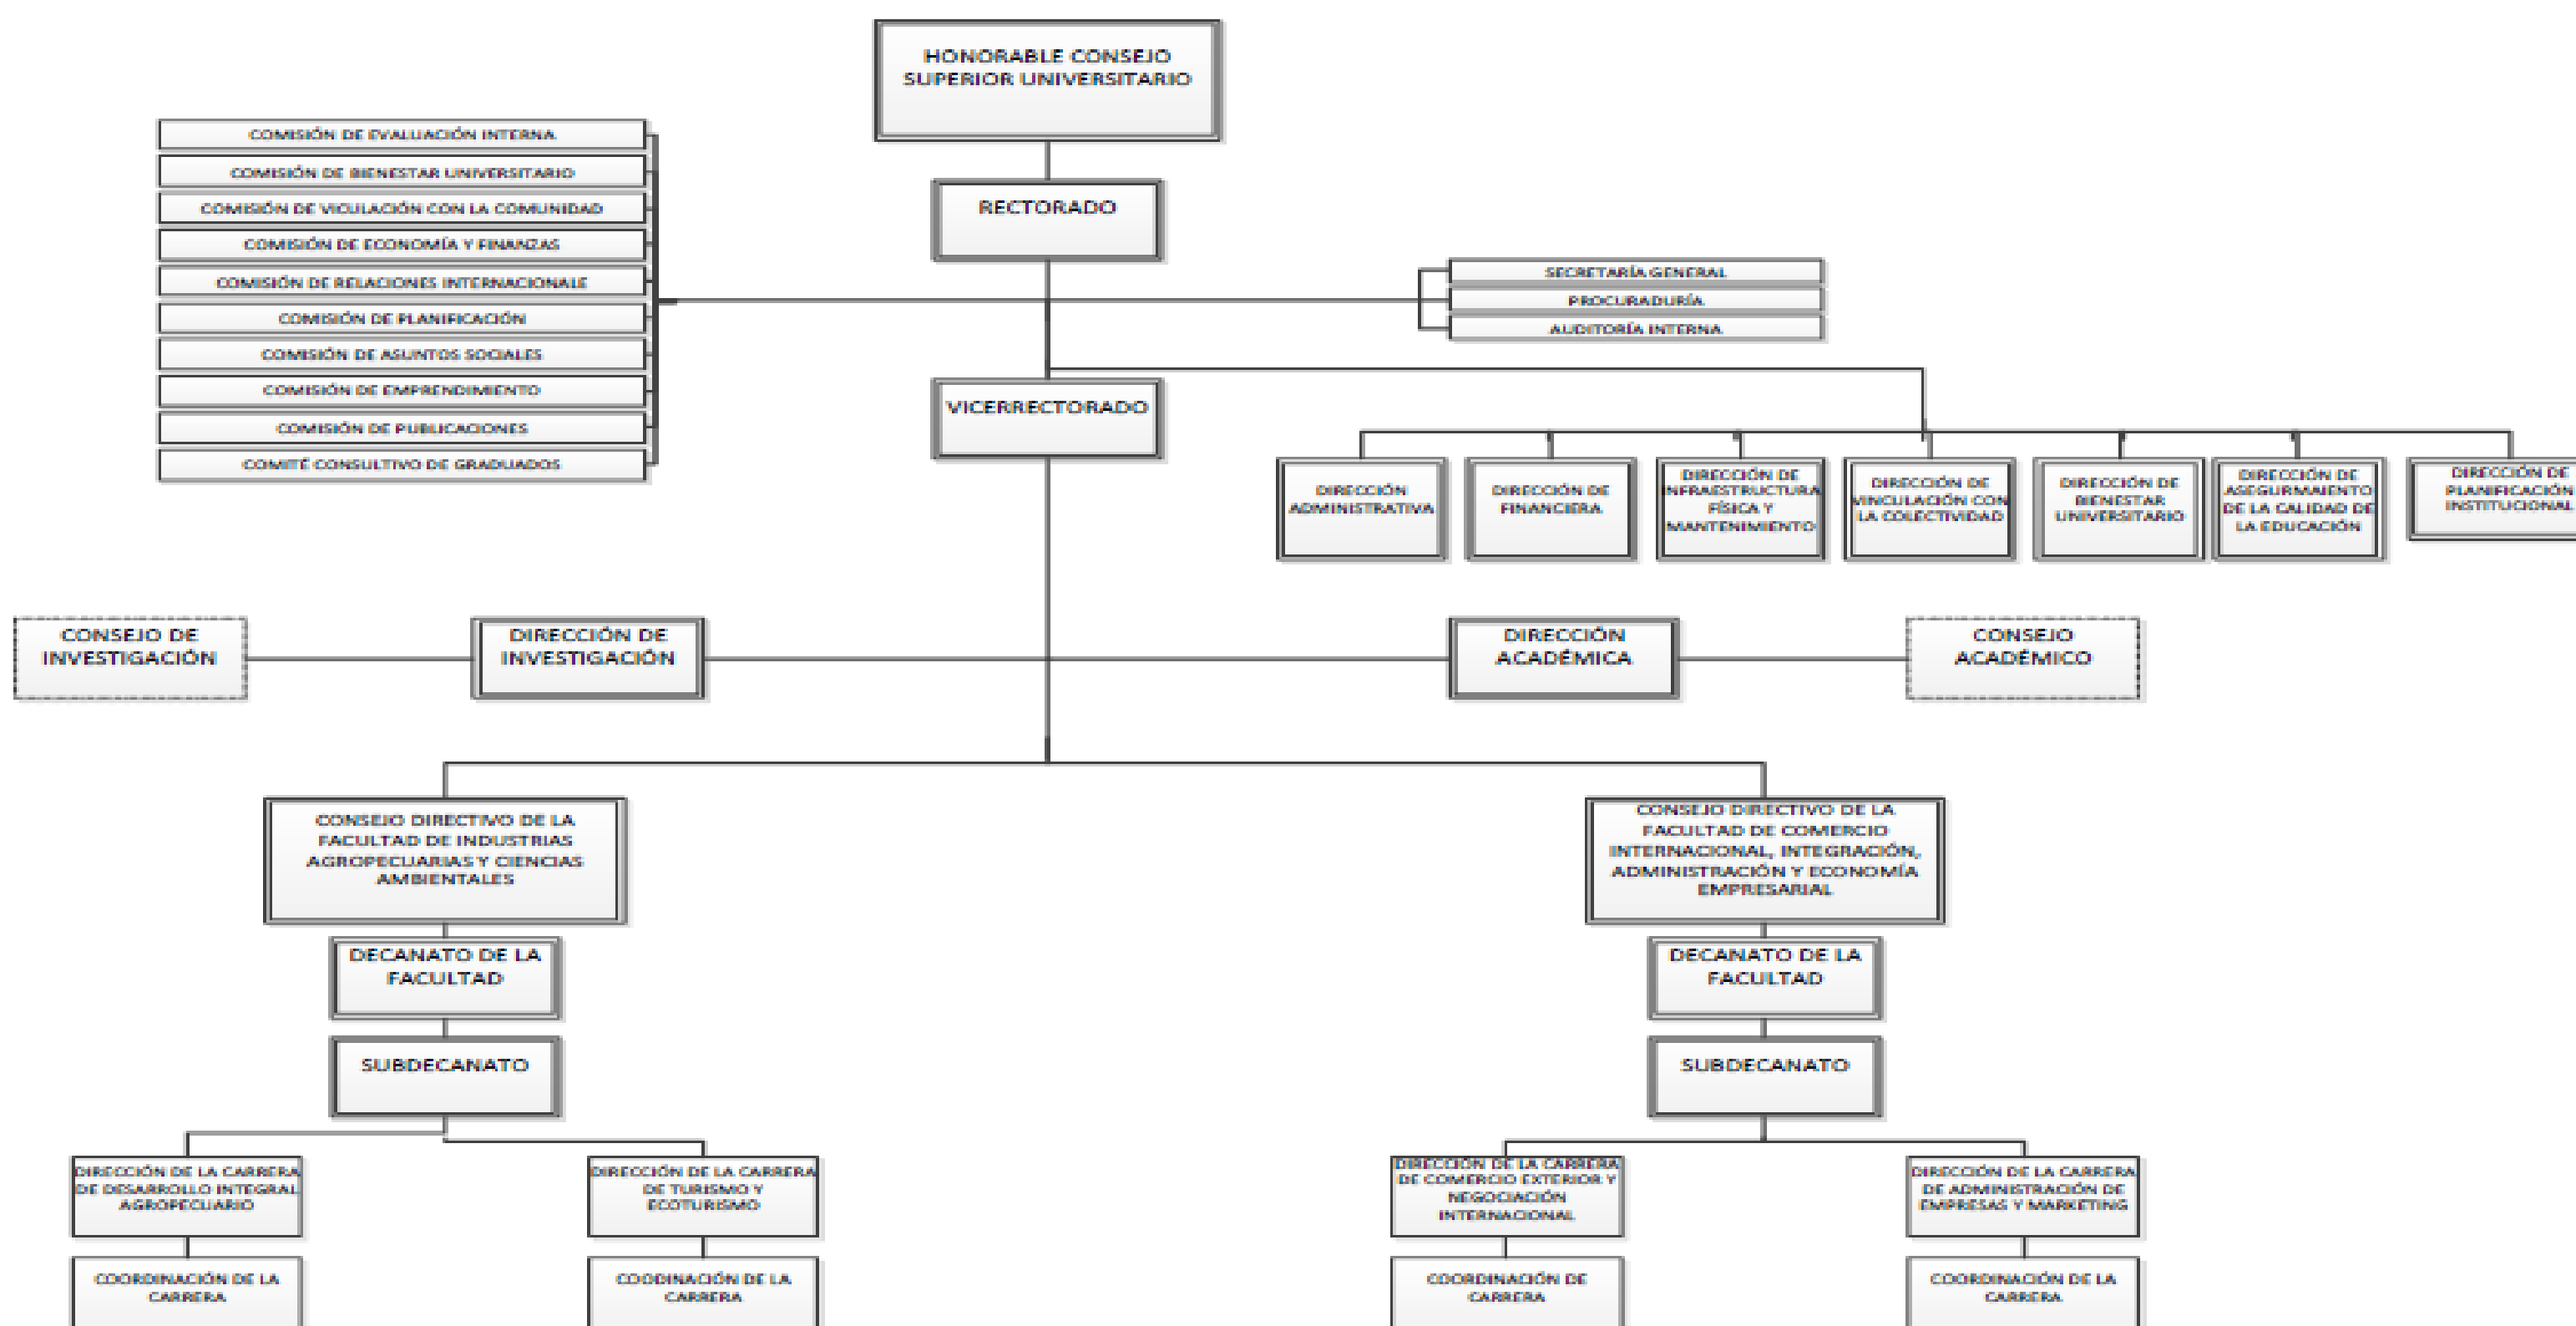 HONORABLE CONSEJO
SUPERIOR UNIVERSITARIO
COMISIÓN DE EVALUACIÓN INTERNA
COMISIÓN DE BIENESTAR UNIVERSITARIO
COMISIÓN DE VICULACIÓN CON LA COMUNIDAD
COMISIÓN DE ECONOMÍA Y FINANZAS
COMISIÓN DE RELACIONES INTERNACIONALE
COMISIÓN DE PLANIFICACIÓN
COMISIÓN DE ASUNTOS SOCIALES
COMISIÓN DE EMPRENDIMIENTO
COMISIÓN DE PUBLICACIONES
COMITÉ CONSULTIVO DE GRADUADOS
RECTORADO
SECRETARÍA GENERAL
PROCURADURÍA
AUDITORÍA INTERNA
VICERRECTORADO
DIRECCIÓN
ADMINISTRATIVA
DIRECCIÓN DE
FINANCIERA
DIRECCIÓN DE
INFRAESTRUCTURA
FÍSICA Y
MANTENIMIENTO
DIRECCIÓN DE
VINCULACIÓN CON
LA COLECTIVIDAD
DIRECCIÓN DE
BIENESTAR
UNIVERSITARIO
DIRECCIÓN DE
ASEGURMAIENTO
DE LA CALIDAD DE
LA EDUCACIÓN
DIRECCIÓN DE
PLANIFICACIÓN
INSTITUCIONAL
CONSEJO DE
INVESTIGACIÓN
DIRECCIÓN DE
INVESTIGACIÓN
DIRECCIÓN
ACADÉMICA
CONSEJO
ACADÉMICO
CONSEJO DIRECTIVO DE LA
FACULTAD DE INDUSTRIAS
AGROPECUARIAS Y CIENCIAS
AMBIENTALES
CONSEJO DIRECTIVO DE LA
FACULTAD DE COMERCIO
INTERNACIONAL, INTEGRACIÓN,
ADMINISTRACIÓN Y ECONOMÍA
EMPRESARIAL
DECANATO DE LA
FACULTAD
DECANATO DE LA
FACULTAD
SUBDECANATO
SUBDECANATO
DIRECCIÓN DE LA CARRERA
DE DESARROLLO INTEGRAL
AGROPECUARIO
DIRECCIÓN DE LA CARRERA
DE TURISMO Y
ECOTURISMO
DIRECCIÓN DE LA CARRERA
DE COMERCIO EXTERIOR Y
NEGOCIACIÓN
INTERNACIONAL
DIRECCIÓN DE LA CARRERA
DE ADMINISTRACIÓN DE
EMPRESAS Y MARKETING
COORDINACIÓN DE LA
CARRERA
COODINACIÓN DE LA
CARRERA
COORDINACIÓN DE
CARRERA
COORDINACIÓN DE LA
CARRERA